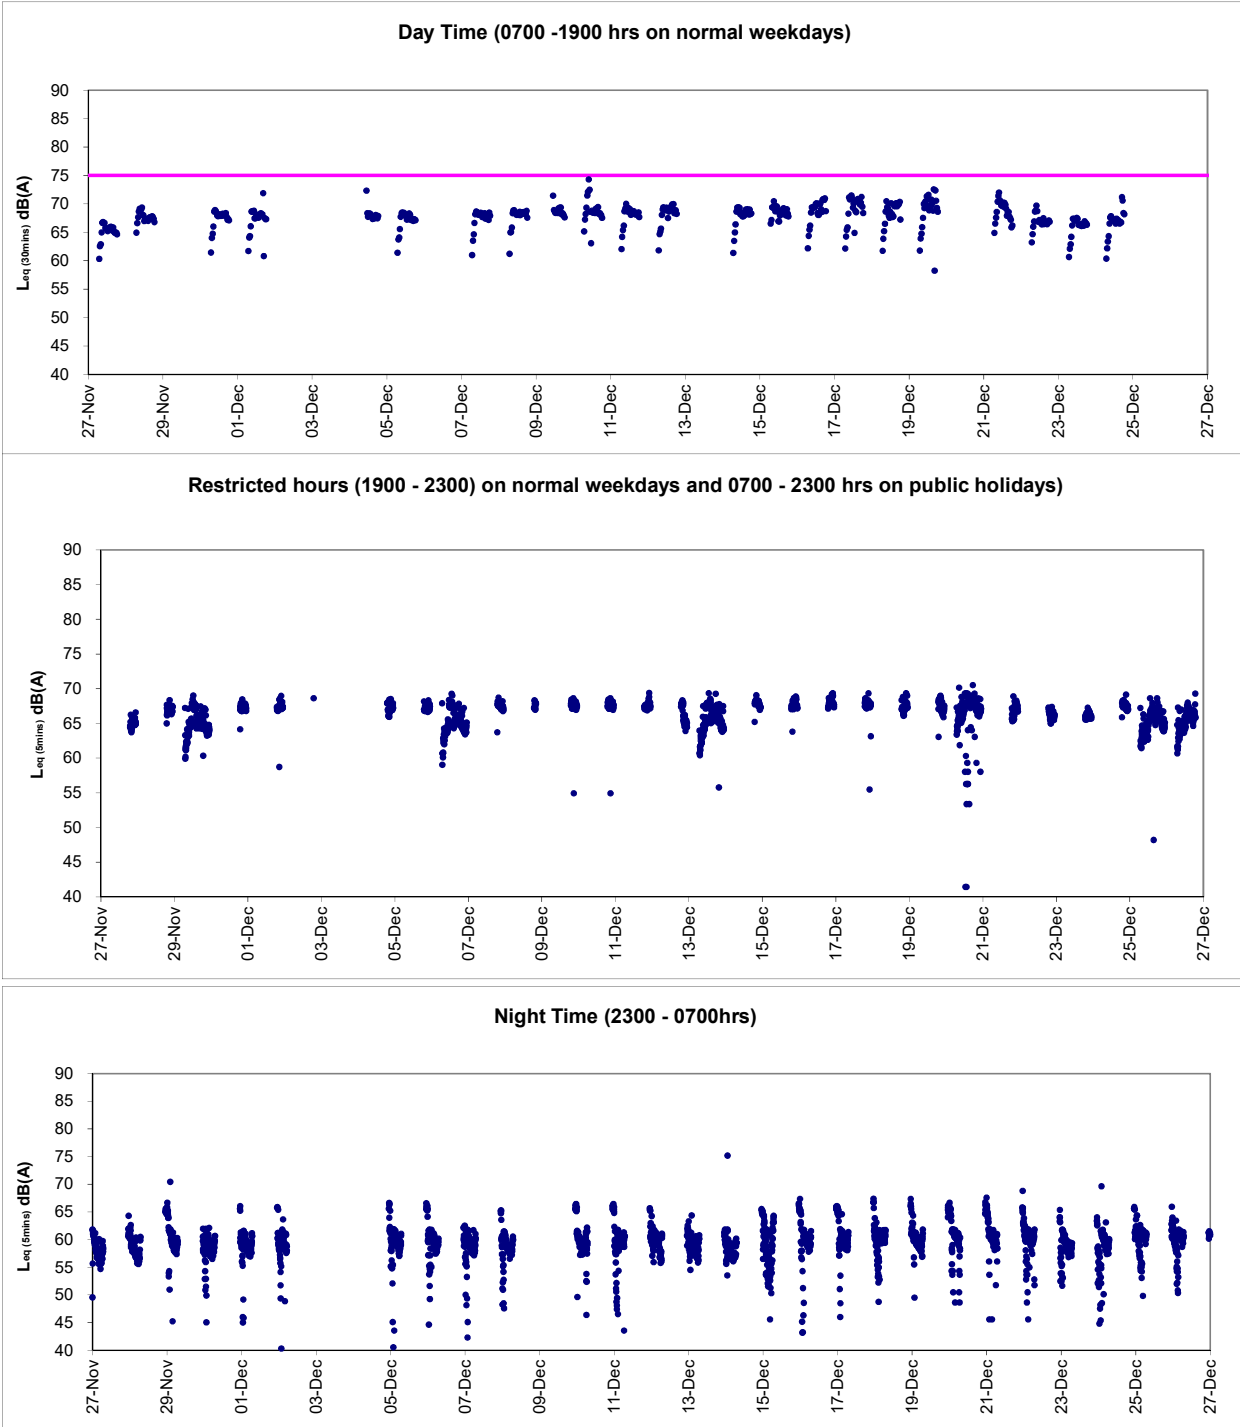 Day Time (0700 -1900 hrs on normal weekdays)
90
85
80
75
70
65
60
55
50
45
40
Leq (30mins) dB(A)
27-Nov
29-Nov
01-Dec
03-Dec
05-Dec
07-Dec
09-Dec
11-Dec
13-Dec
15-Dec
17-Dec
19-Dec
21-Dec
23-Dec
25-Dec
27-Dec
Restricted hours (1900 - 2300) on normal weekdays and 0700 - 2300 hrs on public holidays)
90
85
80
75
70
65
60
55
50
45
40
Leq (5mins) dB(A)
27-Nov
29-Nov
01-Dec
03-Dec
05-Dec
07-Dec
09-Dec
11-Dec
13-Dec
15-Dec
17-Dec
19-Dec
21-Dec
23-Dec
25-Dec
27-Dec
Night Time (2300 - 0700hrs)
90
85
80
75
70
65
60
55
50
45
40
Leq (5mins) dB(A)
27-Nov
29-Nov
01-Dec
03-Dec
05-Dec
07-Dec
09-Dec
11-Dec
13-Dec
15-Dec
17-Dec
19-Dec
21-Dec
23-Dec
25-Dec
27-Dec